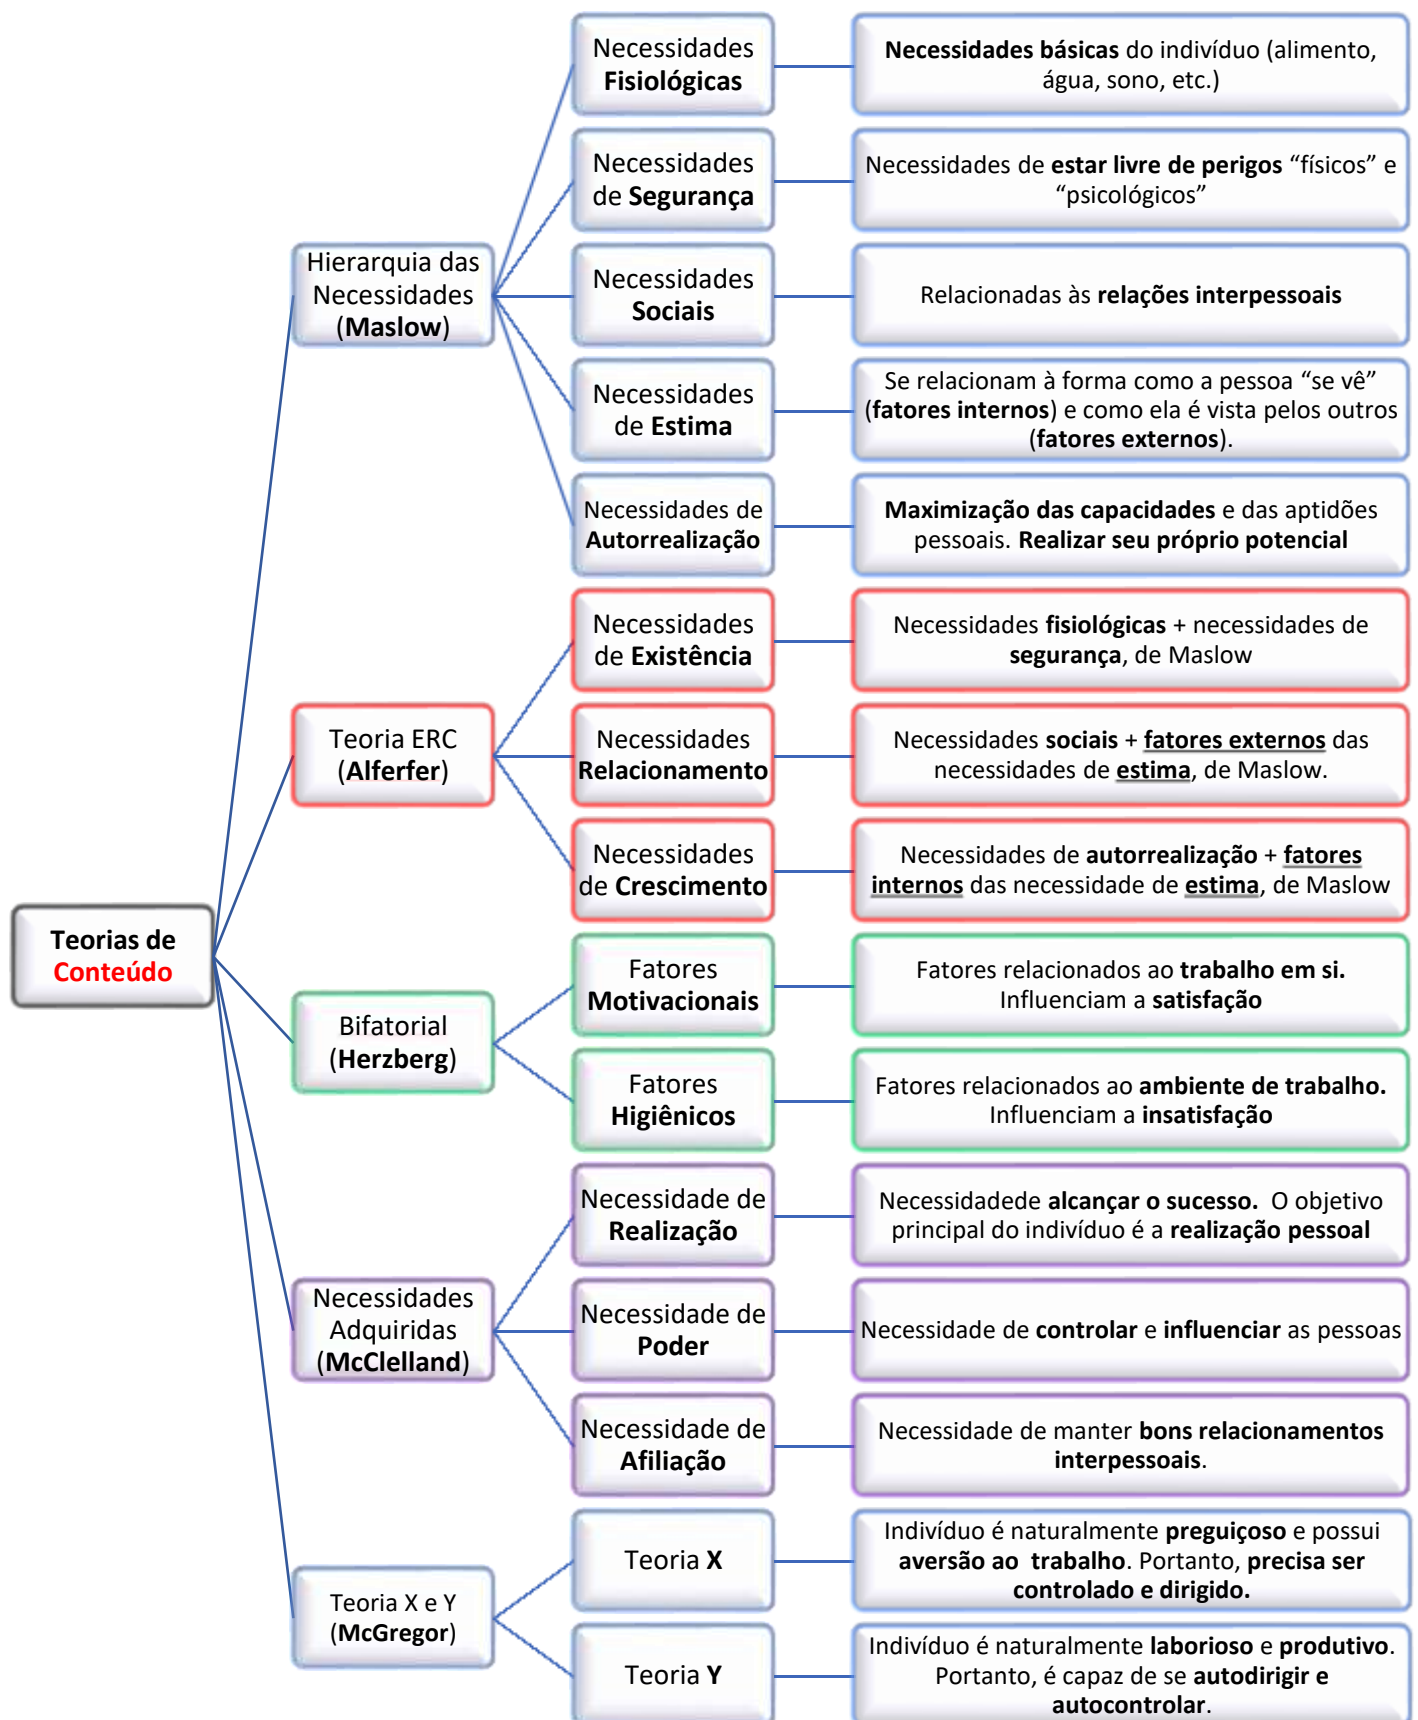 Teorias de
Conteúdo
Hierarquia das
Necessidades
(Maslow)
Necessidades
Fisiológicas
Necessidades básicas do indivíduo (alimento,
água, sono, etc.)
Necessidades
de Segurança
Necessidades de estar livre de perigos “físicos” e
“psicológicos”
Necessidades
Sociais
Relacionadas às relações interpessoais
Necessidades
de Estima
Se relacionam à forma como a pessoa “se vê”
(fatores internos) e como ela é vista pelos outros
(fatores externos).
Necessidades de
Autorrealização
Maximização das capacidades e das aptidões
pessoais. Realizar seu próprio potencial
Teoria ERC
(Alferfer)
Necessidades
de Existência
Necessidades fisiológicas + necessidades de
segurança, de Maslow
Necessidades
Relacionamento
Necessidades sociais + fatores externos das
necessidades de estima, de Maslow.
Necessidades
de Crescimento
Necessidades de autorrealização + fatores
internos das necessidade de estima, de Maslow
Bifatorial
(Herzberg)
Fatores
Motivacionais
Fatores relacionados ao trabalho em si.
Influenciam a satisfação
Fatores
Higiênicos
Fatores relacionados ao ambiente de trabalho.
Influenciam a insatisfação
Necessidades
Adquiridas
(McClelland)
Necessidade de
Realização
Necessidadede alcançar o sucesso. O objetivo
principal do indivíduo é a realização pessoal
Necessidade de
Poder
Necessidade de controlar e influenciar as pessoas
Necessidade de
Afiliação
Necessidade de manter bons relacionamentos
interpessoais.
Teoria X e Y
(McGregor)
Teoria X
Indivíduo é naturalmente preguiçoso e possui
aversão ao trabalho. Portanto, precisa ser
controlado e dirigido.
Teoria Y
Indivíduo é naturalmente laborioso e produtivo.
Portanto, é capaz de se autodirigir e
autocontrolar.